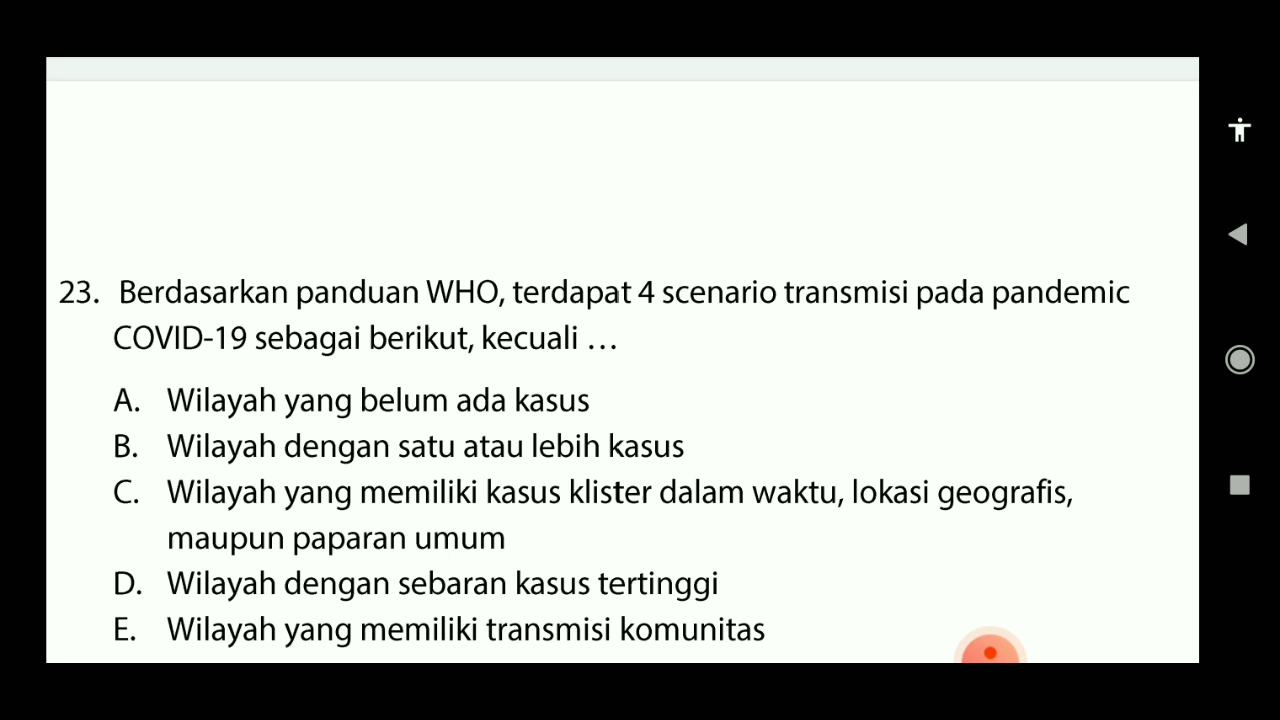 23. Berdasarkan panduan WHO, terdapat 4 scenario transmisi pada pandemic
COVID-19 sebagai berikut, kecuali …
A. Wilayah yang belum ada kasus
B. Wilayah dengan satu atau lebih kasus
C. Wilayah yang memiliki kasus klister dalam waktu, lokasi geografis,
maupun paparan umum
D. Wilayah dengan sebaran kasus tertinggi
E. Wilayah yang memiliki transmisi komunitas